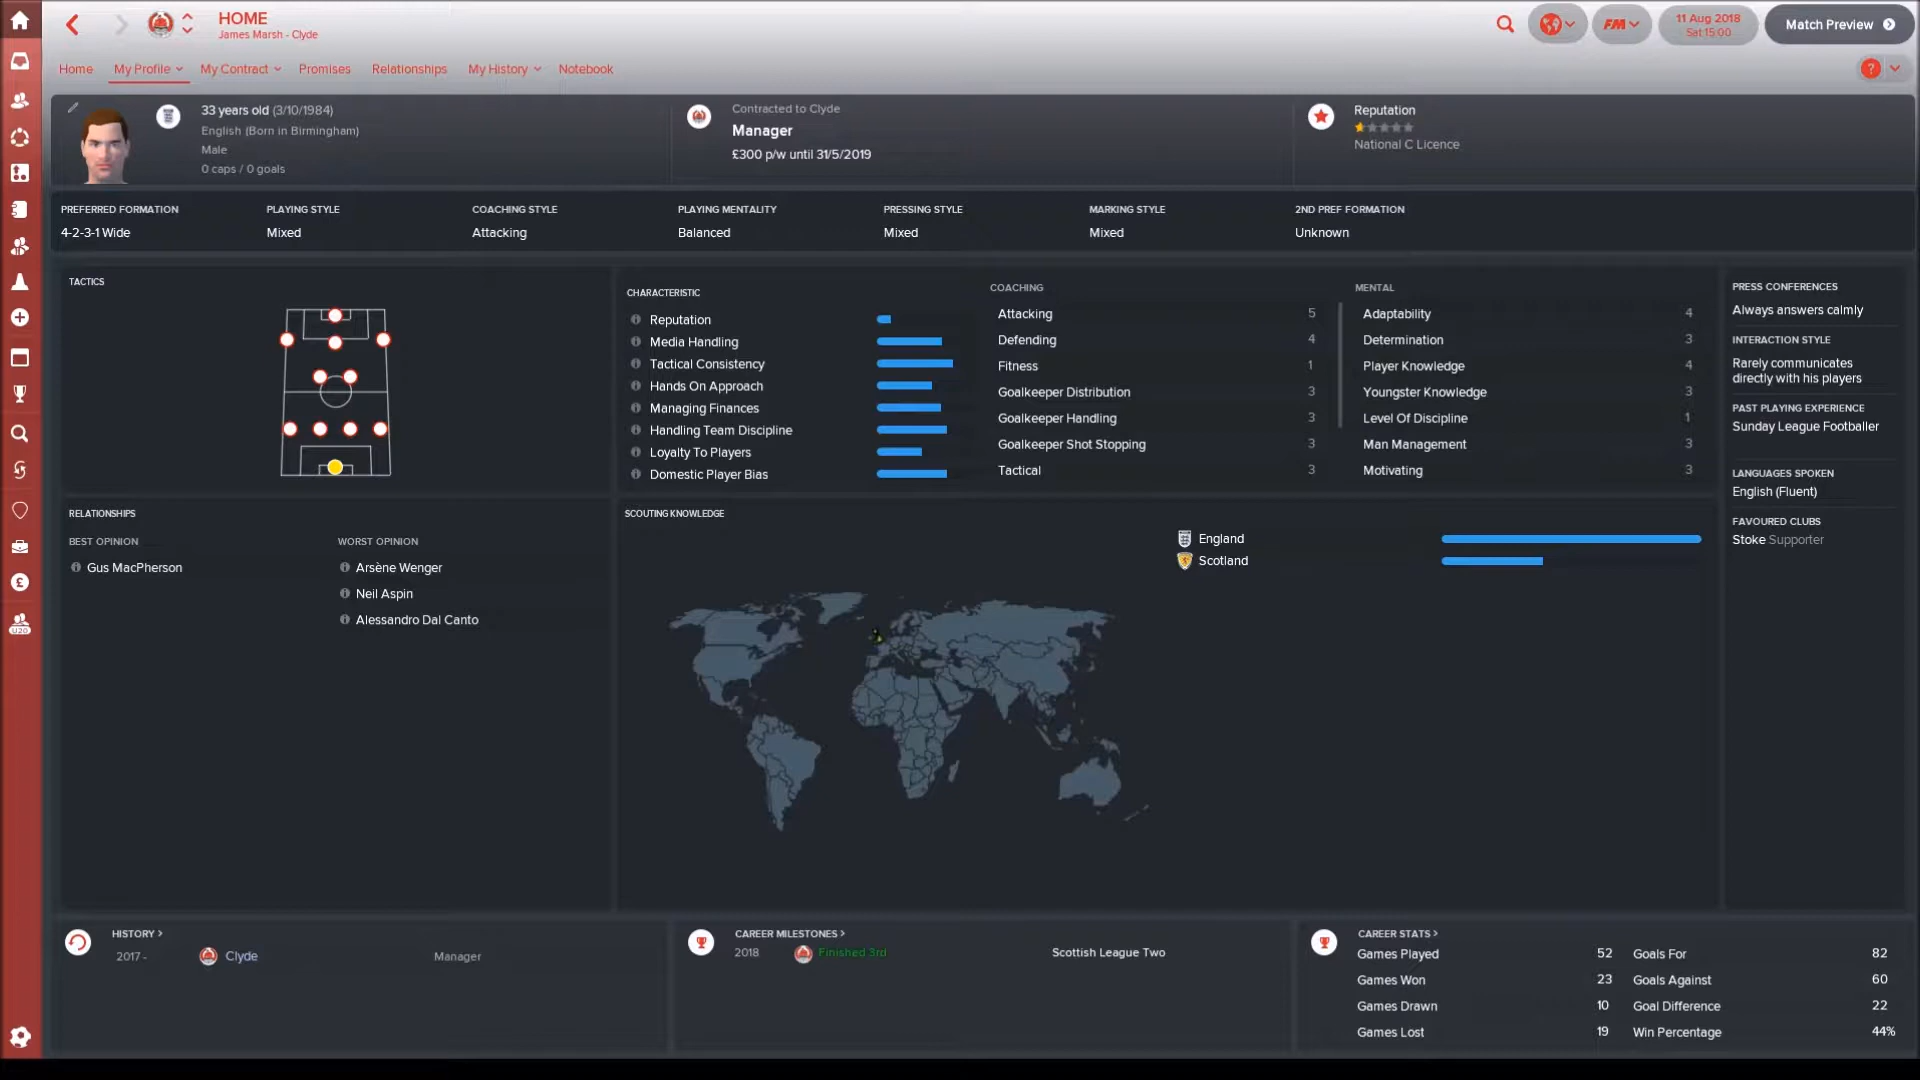 HOME
James Marsh - Clyde
FM
11 Aug 2018
Sat 15:00
Match Preview
Home
My Profile
My Contract
Promises
Relationships
My History
Notebook
?
33 years old (3/10/1984)
English (Born in Birmingham)
Male
0 caps / 0 goals
Contracted to Clyde
Manager
£300 p/w until 31/5/2019
Reputation
National C Licence
PREFERRED FORMATION
4-2-3-1 Wide
PLAYING STYLE
Mixed
COACHING STYLE
Attacking
PLAYING MENTALITY
Balanced
PRESSING STYLE
Mixed
MARKING STYLE
Mixed
2ND PREF FORMATION
Unknown
TACTICS
CHARACTERISTIC
Reputation
Media Handling
Tactical Consistency
Hands On Approach
Managing Finances
Handling Team Discipline
Loyalty To Players
Domestic Player Bias
COACHING
Attacking 5
Defending 4
Fitness 1
Goalkeeper Distribution 3
Goalkeeper Handling 3
Goalkeeper Shot Stopping 3
Tactical 3
MENTAL
Adaptability 4
Determination 3
Player Knowledge 4
Youngster Knowledge 3
Level Of Discipline 1
Man Management 3
Motivating 3
PRESS CONFERENCES
Always answers calmly
INTERACTION STYLE
Rarely communicates
directly with his players
PAST PLAYING EXPERIENCE
Sunday League Footballer
LANGUAGES SPOKEN
English (Fluent)
FAVOURED CLUBS
Stoke Supporter
RELATIONSHIPS
BEST OPINION
Gus MacPherson
WORST OPINION
Arsène Wenger
Neil Aspin
Alessandro Dal Canto
SCOUTING KNOWLEDGE
England
Scotland
U20
HISTORY >
2017 - Clyde Manager
CAREER MILESTONES >
2018 Finished 3rd Scottish League Two
CAREER STATS >
Games Played 52 Goals For 82
Games Won 23 Goals Against 60
Games Drawn 10 Goal Difference 22
Games Lost 19 Win Percentage 44%